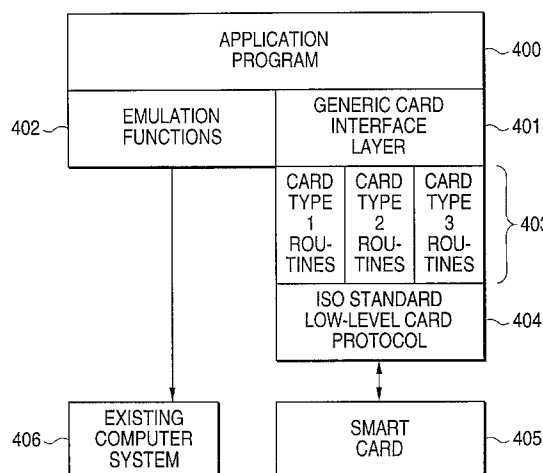 APPLICATION
PROGRAM
400
402
EMULATION
FUNCTIONS
GENERIC CARD
INTERFACE
LAYER
401
CARD
TYPE
1
ROU-
TINES
CARD
TYPE
2
ROU-
TINES
CARD
TYPE
3
ROU-
TINES
403
ISO STANDARD
LOW-LEVEL CARD
PROTOCOL
404
406
EXISTING
COMPUTER
SYSTEM
SMART
CARD
405